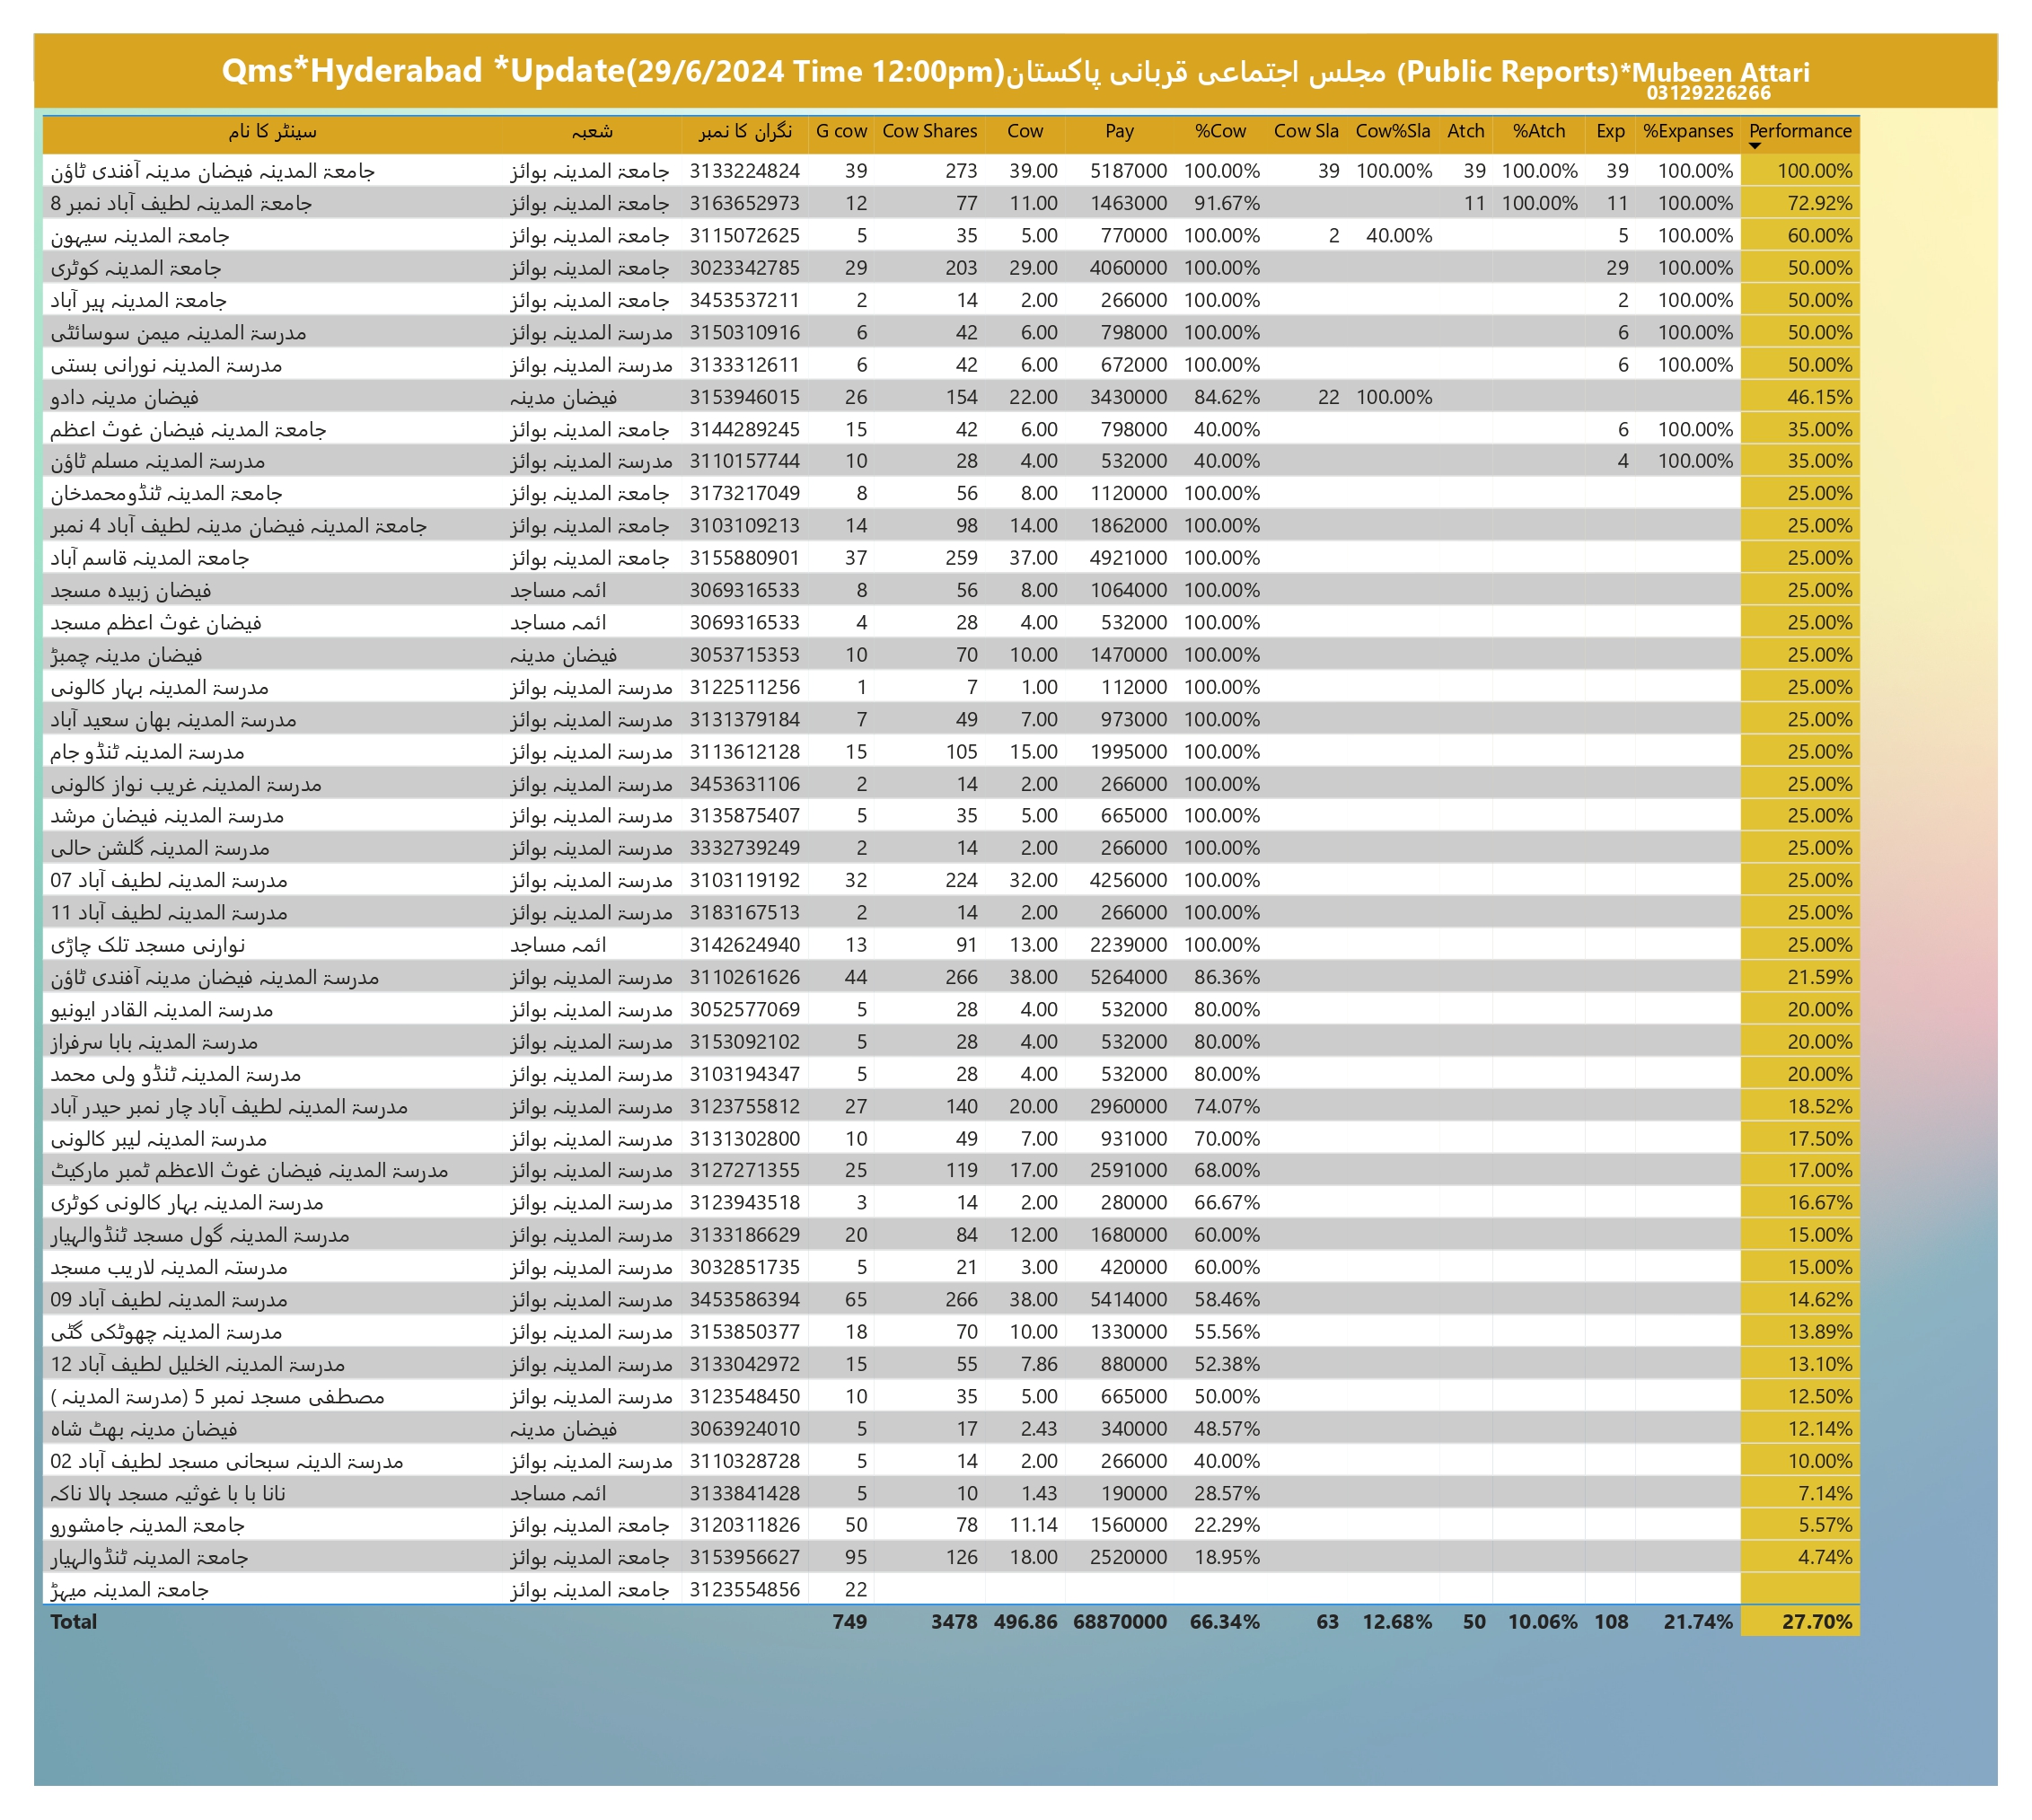 Qms*Hyderabad *Update(29/6/2024 Time 12:00pm)مجلس اجتماعی قربانی پاکستان (Public Reports)*Mubeen Attari
03129226266
سینٹر کا نام شعبہ نگران کا نمبر G cow Cow Shares Cow Pay %Cow Cow Sla Cow%Sla Atch %Atch Exp %Expanses Performance
جامعۃ المدینہ فیضان مدینہ آفندی ٹاؤن جامعۃ المدینہ بوائز 3133224824 39 273 39.00 5187000 100.00% 39 100.00% 39 100.00% 39 100.00% 100.00%
جامعۃ المدینہ لطیف آباد نمبر 8 جامعۃ المدینہ بوائز 3163652973 12 77 11.00 1463000 91.67% 11 100.00% 11 100.00% 72.92%
جامعۃ المدینہ سیہون جامعۃ المدینہ بوائز 3115072625 5 35 5.00 770000 100.00% 2 40.00% 5 100.00% 60.00%
جامعۃ المدینہ کوٹری جامعۃ المدینہ بوائز 3023342785 29 203 29.00 4060000 100.00% 29 100.00% 50.00%
جامعۃ المدینہ ہیر آباد جامعۃ المدینہ بوائز 3453537211 2 14 2.00 266000 100.00% 2 100.00% 50.00%
مدرسۃ المدینہ میمن سوسائٹی مدرسۃ المدینہ بوائز 3150310916 6 42 6.00 798000 100.00% 6 100.00% 50.00%
مدرسۃ المدینہ نورانی بستی مدرسۃ المدینہ بوائز 3133312611 6 42 6.00 672000 100.00% 6 100.00% 50.00%
فیضان مدینہ دادو فیضان مدینہ 3153946015 26 154 22.00 3430000 84.62% 22 100.00% 46.15%
جامعۃ المدینہ فیضان غوث اعظم جامعۃ المدینہ بوائز 3144289245 15 42 6.00 798000 40.00% 6 100.00% 35.00%
مدرسۃ المدینہ مسلم ٹاؤن مدرسۃ المدینہ بوائز 3110157744 10 28 4.00 532000 40.00% 4 100.00% 35.00%
جامعۃ المدینہ ٹنڈومحمدخان جامعۃ المدینہ بوائز 3173217049 8 56 8.00 1120000 100.00% 25.00%
جامعۃ المدینہ فیضان مدینہ لطیف آباد 4 نمبر جامعۃ المدینہ بوائز 3103109213 14 98 14.00 1862000 100.00% 25.00%
جامعۃ المدینہ قاسم آباد جامعۃ المدینہ بوائز 3155880901 37 259 37.00 4921000 100.00% 25.00%
فیضان زبیدہ مسجد ائمہ مساجد 3069316533 8 56 8.00 1064000 100.00% 25.00%
فیضان غوث اعظم مسجد ائمہ مساجد 3069316533 4 28 4.00 532000 100.00% 25.00%
فیضان مدینہ چمبڑ فیضان مدینہ 3053715353 10 70 10.00 1470000 100.00% 25.00%
مدرسۃ المدینہ بہار کالونی مدرسۃ المدینہ بوائز 3122511256 1 7 1.00 112000 100.00% 25.00%
مدرسۃ المدینہ بھان سعید آباد مدرسۃ المدینہ بوائز 3131379184 7 49 7.00 973000 100.00% 25.00%
مدرسۃ المدینہ ٹنڈو جام مدرسۃ المدینہ بوائز 3113612128 15 105 15.00 1995000 100.00% 25.00%
مدرسۃ المدینہ غریب نواز کالونی مدرسۃ المدینہ بوائز 3453631106 2 14 2.00 266000 100.00% 25.00%
مدرسۃ المدینہ فیضان مرشد مدرسۃ المدینہ بوائز 3135875407 5 35 5.00 665000 100.00% 25.00%
مدرسۃ المدینہ گلشن حالی مدرسۃ المدینہ بوائز 3332739249 2 14 2.00 266000 100.00% 25.00%
مدرسۃ المدینہ لطیف آباد 07 مدرسۃ المدینہ بوائز 3103119192 32 224 32.00 4256000 100.00% 25.00%
مدرسۃ المدینہ لطیف آباد 11 مدرسۃ المدینہ بوائز 3183167513 2 14 2.00 266000 100.00% 25.00%
نوارنی مسجد تلک چاڑی ائمہ مساجد 3142624940 13 91 13.00 2239000 100.00% 25.00%
مدرسۃ المدینہ فیضان مدینہ آفندی ٹاؤن مدرسۃ المدینہ بوائز 3110261626 44 266 38.00 5264000 86.36% 21.59%
مدرسۃ المدینہ القادر ایونیو مدرسۃ المدینہ بوائز 3052577069 5 28 4.00 532000 80.00% 20.00%
مدرسۃ المدینہ بابا سرفراز مدرسۃ المدینہ بوائز 3153092102 5 28 4.00 532000 80.00% 20.00%
مدرسۃ المدینہ ٹنڈو ولی محمد مدرسۃ المدینہ بوائز 3103194347 5 28 4.00 532000 80.00% 20.00%
مدرسۃ المدینہ لطیف آباد چار نمبر حیدر آباد مدرسۃ المدینہ بوائز 3123755812 27 140 20.00 2960000 74.07% 18.52%
مدرسۃ المدینہ لیبر کالونی مدرسۃ المدینہ بوائز 3131302800 10 49 7.00 931000 70.00% 17.50%
مدرسۃ المدینہ فیضان غوث الاعظم ٹمبر مارکیٹ مدرسۃ المدینہ بوائز 3127271355 25 119 17.00 2591000 68.00% 17.00%
مدرسۃ المدینہ بہار کالونی کوٹری مدرسۃ المدینہ بوائز 3123943518 3 14 2.00 280000 66.67% 16.67%
مدرسۃ المدینہ گول مسجد ٹنڈوالہیار مدرسۃ المدینہ بوائز 3133186629 20 84 12.00 1680000 60.00% 15.00%
مدرستہ المدینہ لاریب مسجد مدرسۃ المدینہ بوائز 3032851735 5 21 3.00 420000 60.00% 15.00%
مدرسۃ المدینہ لطیف آباد 09 مدرسۃ المدینہ بوائز 3453586394 65 266 38.00 5414000 58.46% 14.62%
مدرسۃ المدینہ چھوٹکی گٹی مدرسۃ المدینہ بوائز 3153850377 18 70 10.00 1330000 55.56% 13.89%
مدرسۃ المدینہ الخلیل لطیف آباد 12 مدرسۃ المدینہ بوائز 3133042972 15 55 7.86 880000 52.38% 13.10%
مصطفی مسجد نمبر 5 (مدرسۃ المدینہ ) مدرسۃ المدینہ بوائز 3123548450 10 35 5.00 665000 50.00% 12.50%
فیضان مدینہ بھٹ شاہ فیضان مدینہ 3063924010 5 17 2.43 340000 48.57% 12.14%
مدرسۃ الدینہ سبحانی مسجد لطیف آباد 02 مدرسۃ المدینہ بوائز 3110328728 5 14 2.00 266000 40.00% 10.00%
نانا با با غوثیہ مسجد ہالا ناکہ ائمہ مساجد 3133841428 5 10 1.43 190000 28.57% 7.14%
جامعۃ المدینہ جامشورو جامعۃ المدینہ بوائز 3120311826 50 78 11.14 1560000 22.29% 5.57%
جامعۃ المدینہ ٹنڈوالہیار جامعۃ المدینہ بوائز 3153956627 95 126 18.00 2520000 18.95% 4.74%
جامعۃ المدینہ میہڑ جامعۃ المدینہ بوائز 3123554856 22
Total 749 3478 496.86 68870000 66.34% 63 12.68% 50 10.06% 108 21.74% 27.70%